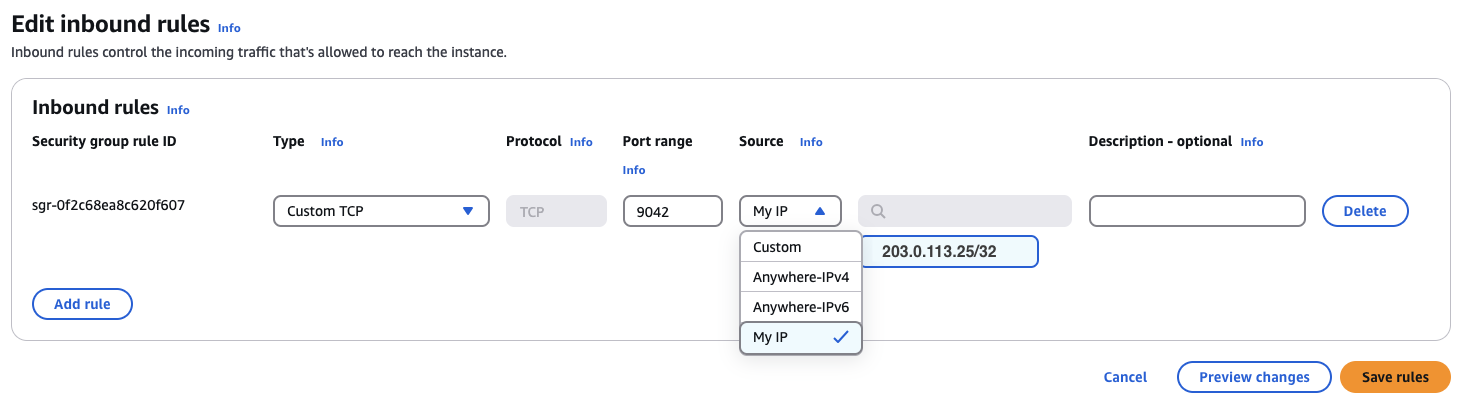 Edit inbound rules Info
Inbound rules control the incoming traffic that's allowed to reach the instance.
Inbound rules Info
Security group rule ID Type Info Protocol Info Port range Info Source Info Description - optional Info
sgr-0f2c68ea8c620f607 Custom TCP TCP 9042 My IP Delete
Custom 203.0.113.25/32
Anywhere-IPv4
Anywhere-IPv6
My IP
Add rule
Cancel Preview changes Save rules